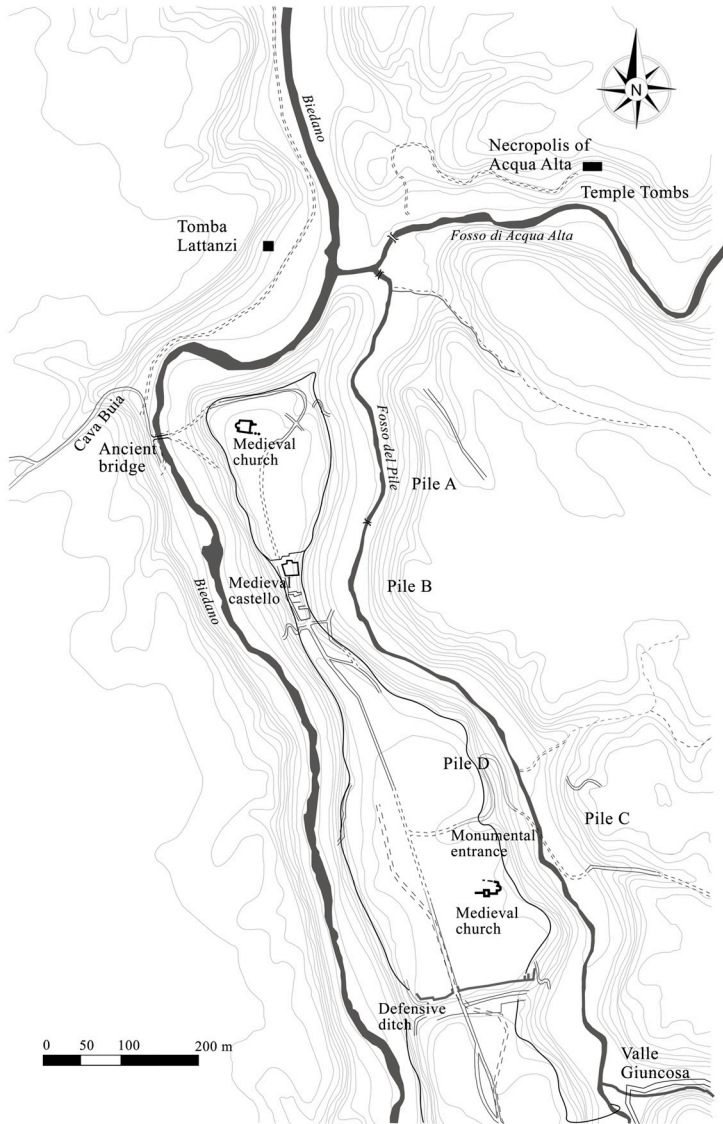 N
Biedano
Necropolis of
Acqua Alta
Temple Tombs
Tomba
Lattanzi
Fosso di Acqua Alta
Cava Buia
Ancient
bridge
Medieval
church
Fosso del Pile
Pile A
Medieval
castello
Biedano
Pile B
Pile D
Pile C
Monumental
entrance
Medieval
church
Defensive
ditch
0 50 100 200 m
Valle
Giuncosa